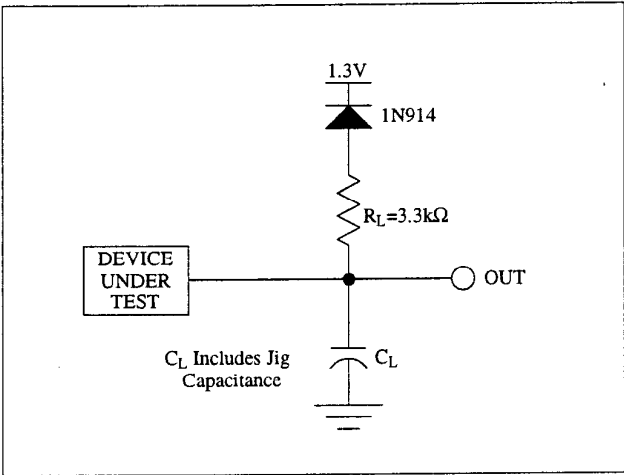 1.3V
1N914
R_L=3.3kΩ
DEVICE
UNDER
TEST
OUT
C_L Includes Jig
Capacitance
C_L